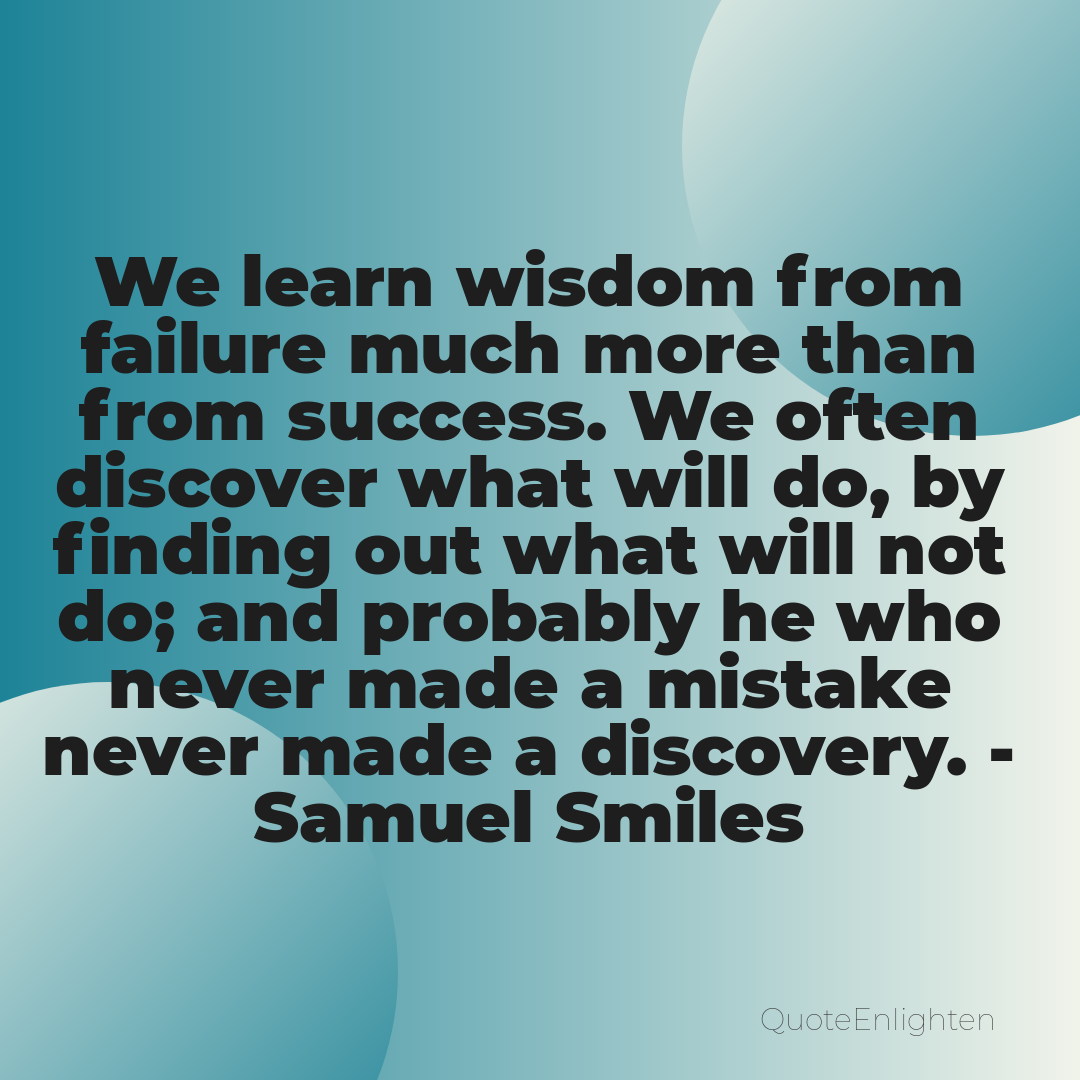 We learn wisdom from
failure much more than
from success. We often
discover what will do, by
finding out what will not
do; and probably he who
never made a mistake
never made a discovery. -
Samuel Smiles
QuoteEnlighten